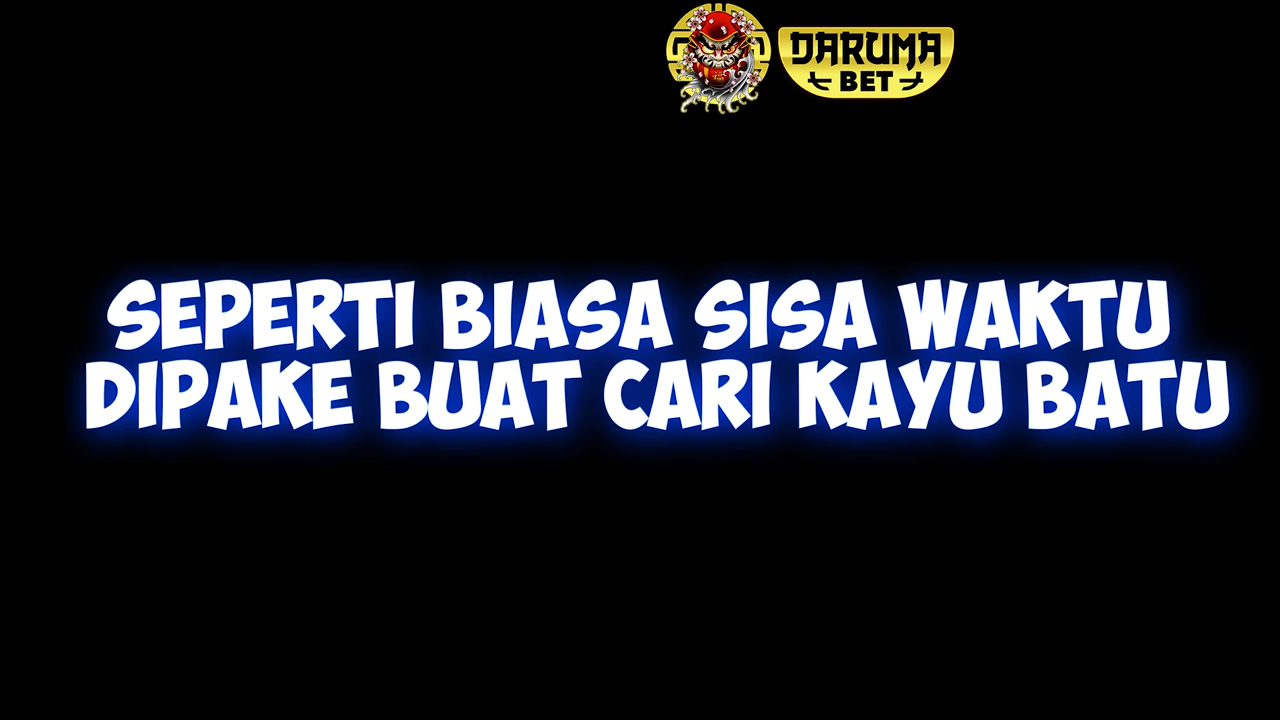 DARUMA
BET
SEPERTI BIASA SISA WAKTU
DIPAKE BUAT CARI KAYU BATU